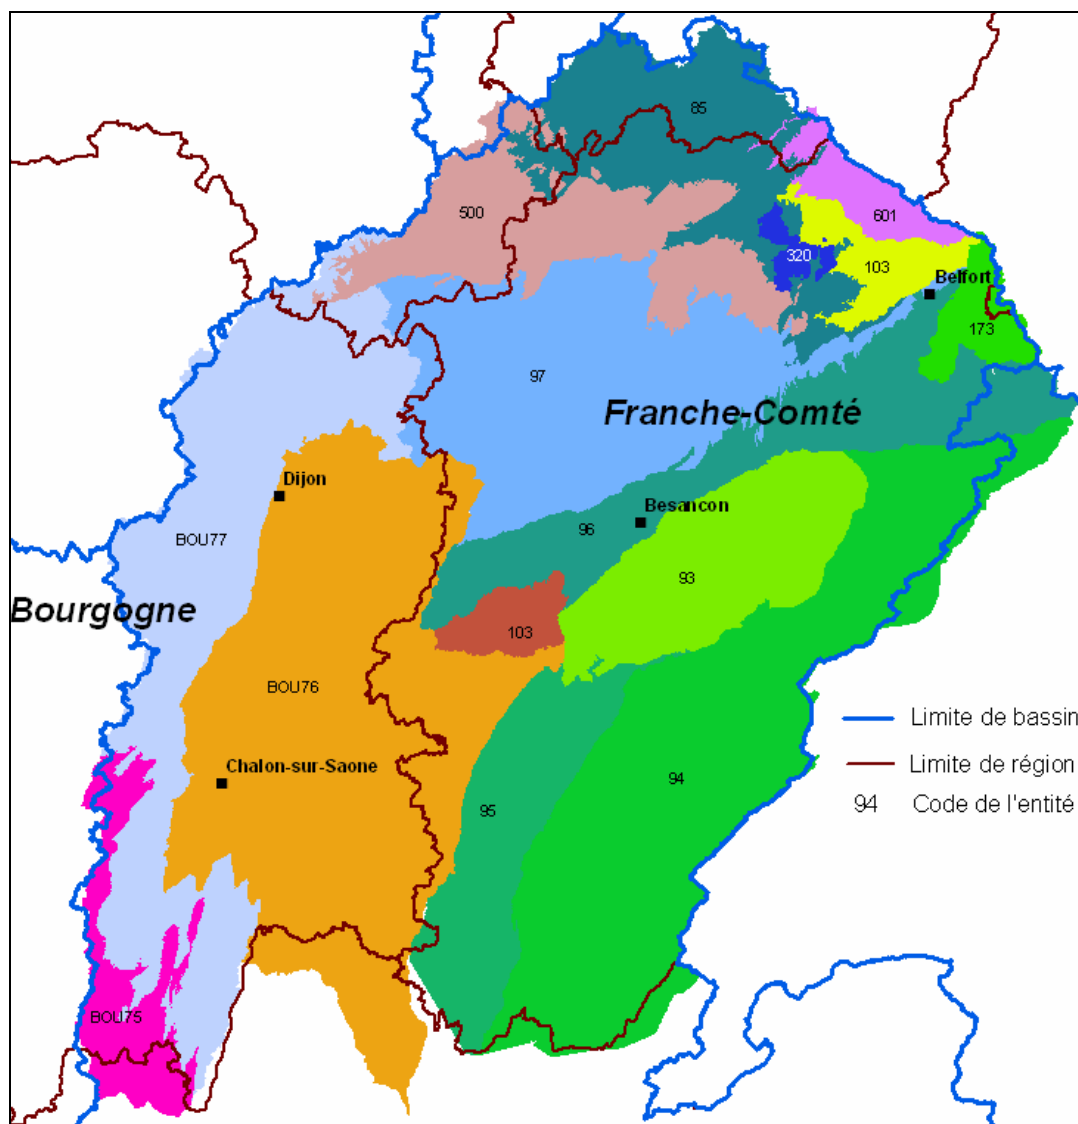 85
500
601
320
103
Belfort
173
97
Franche-Comté
Dijon
Besançon
96
BOU77
93
Bourgogne
103
BOU76
Limite de bassin
Chalon-sur-Saone
94
Limite de région
95
94 Code de l'entité
BOU75